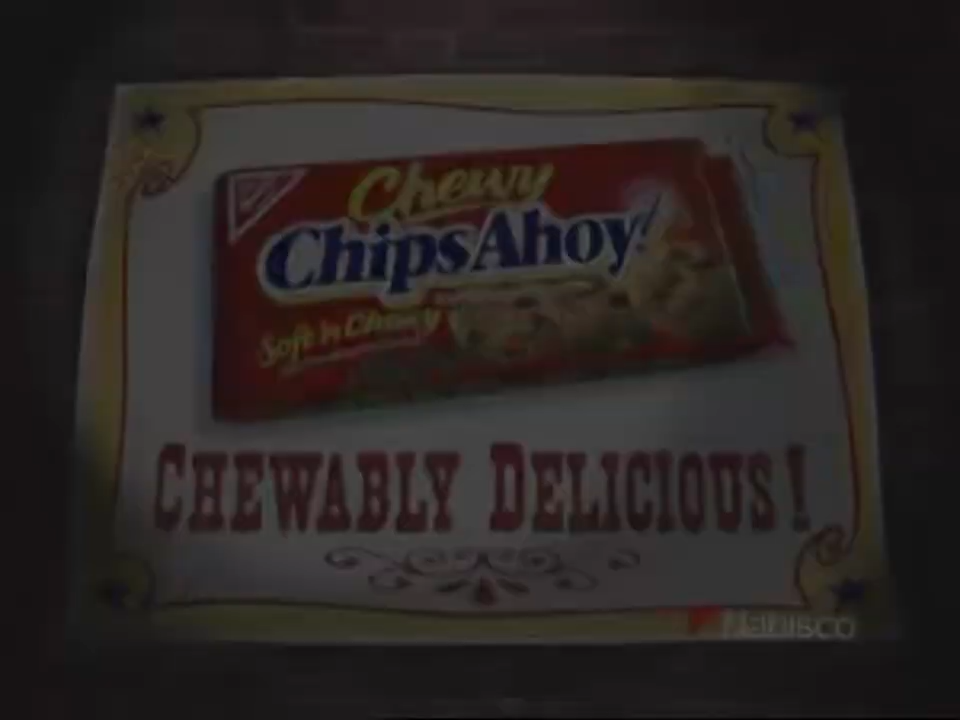 Chewy
Chips Ahoy!
Soft 'n Chewy
CHEWABLY DELICIOUS!
NABISCO